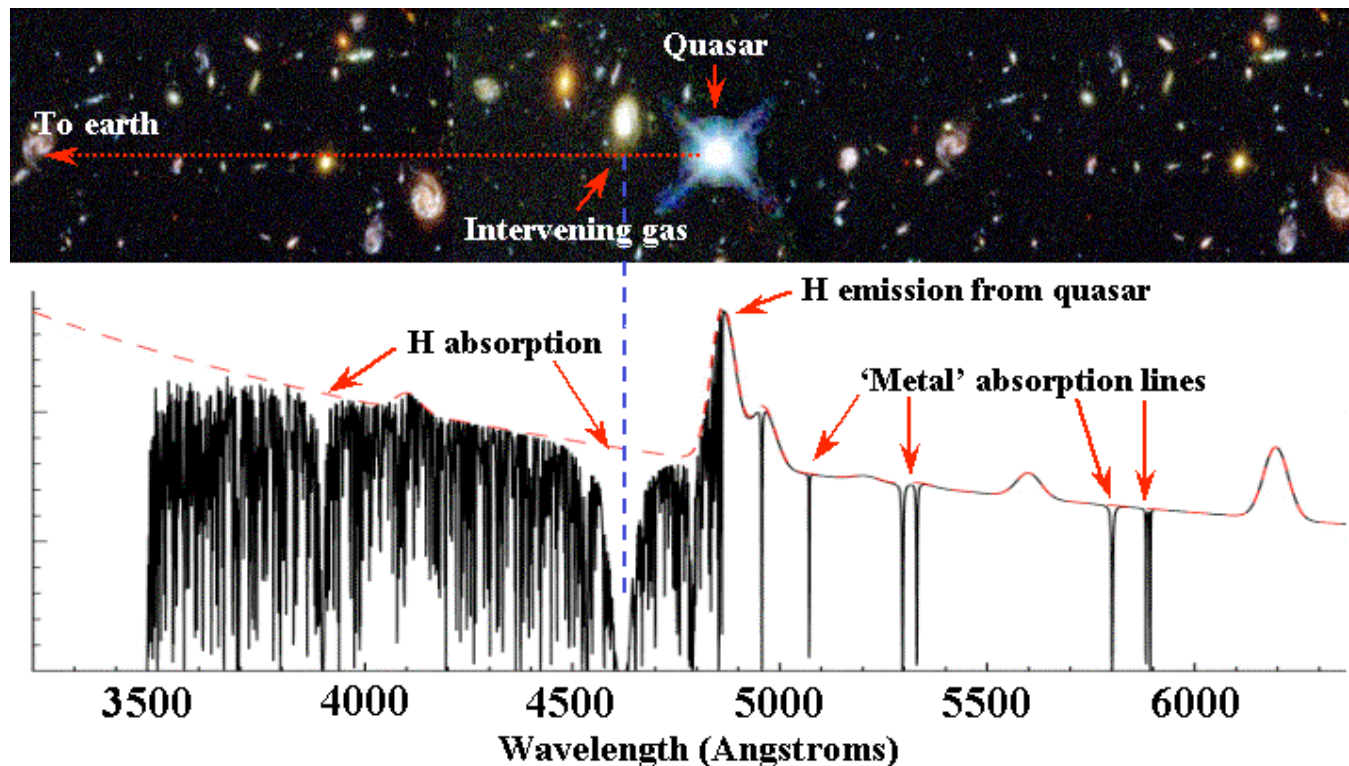 Quasar
To earth
Intervening gas
H emission from quasar
H absorption
‘Metal’ absorption lines
3500 4000 4500 5000 5500 6000
Wavelength (Angstroms)